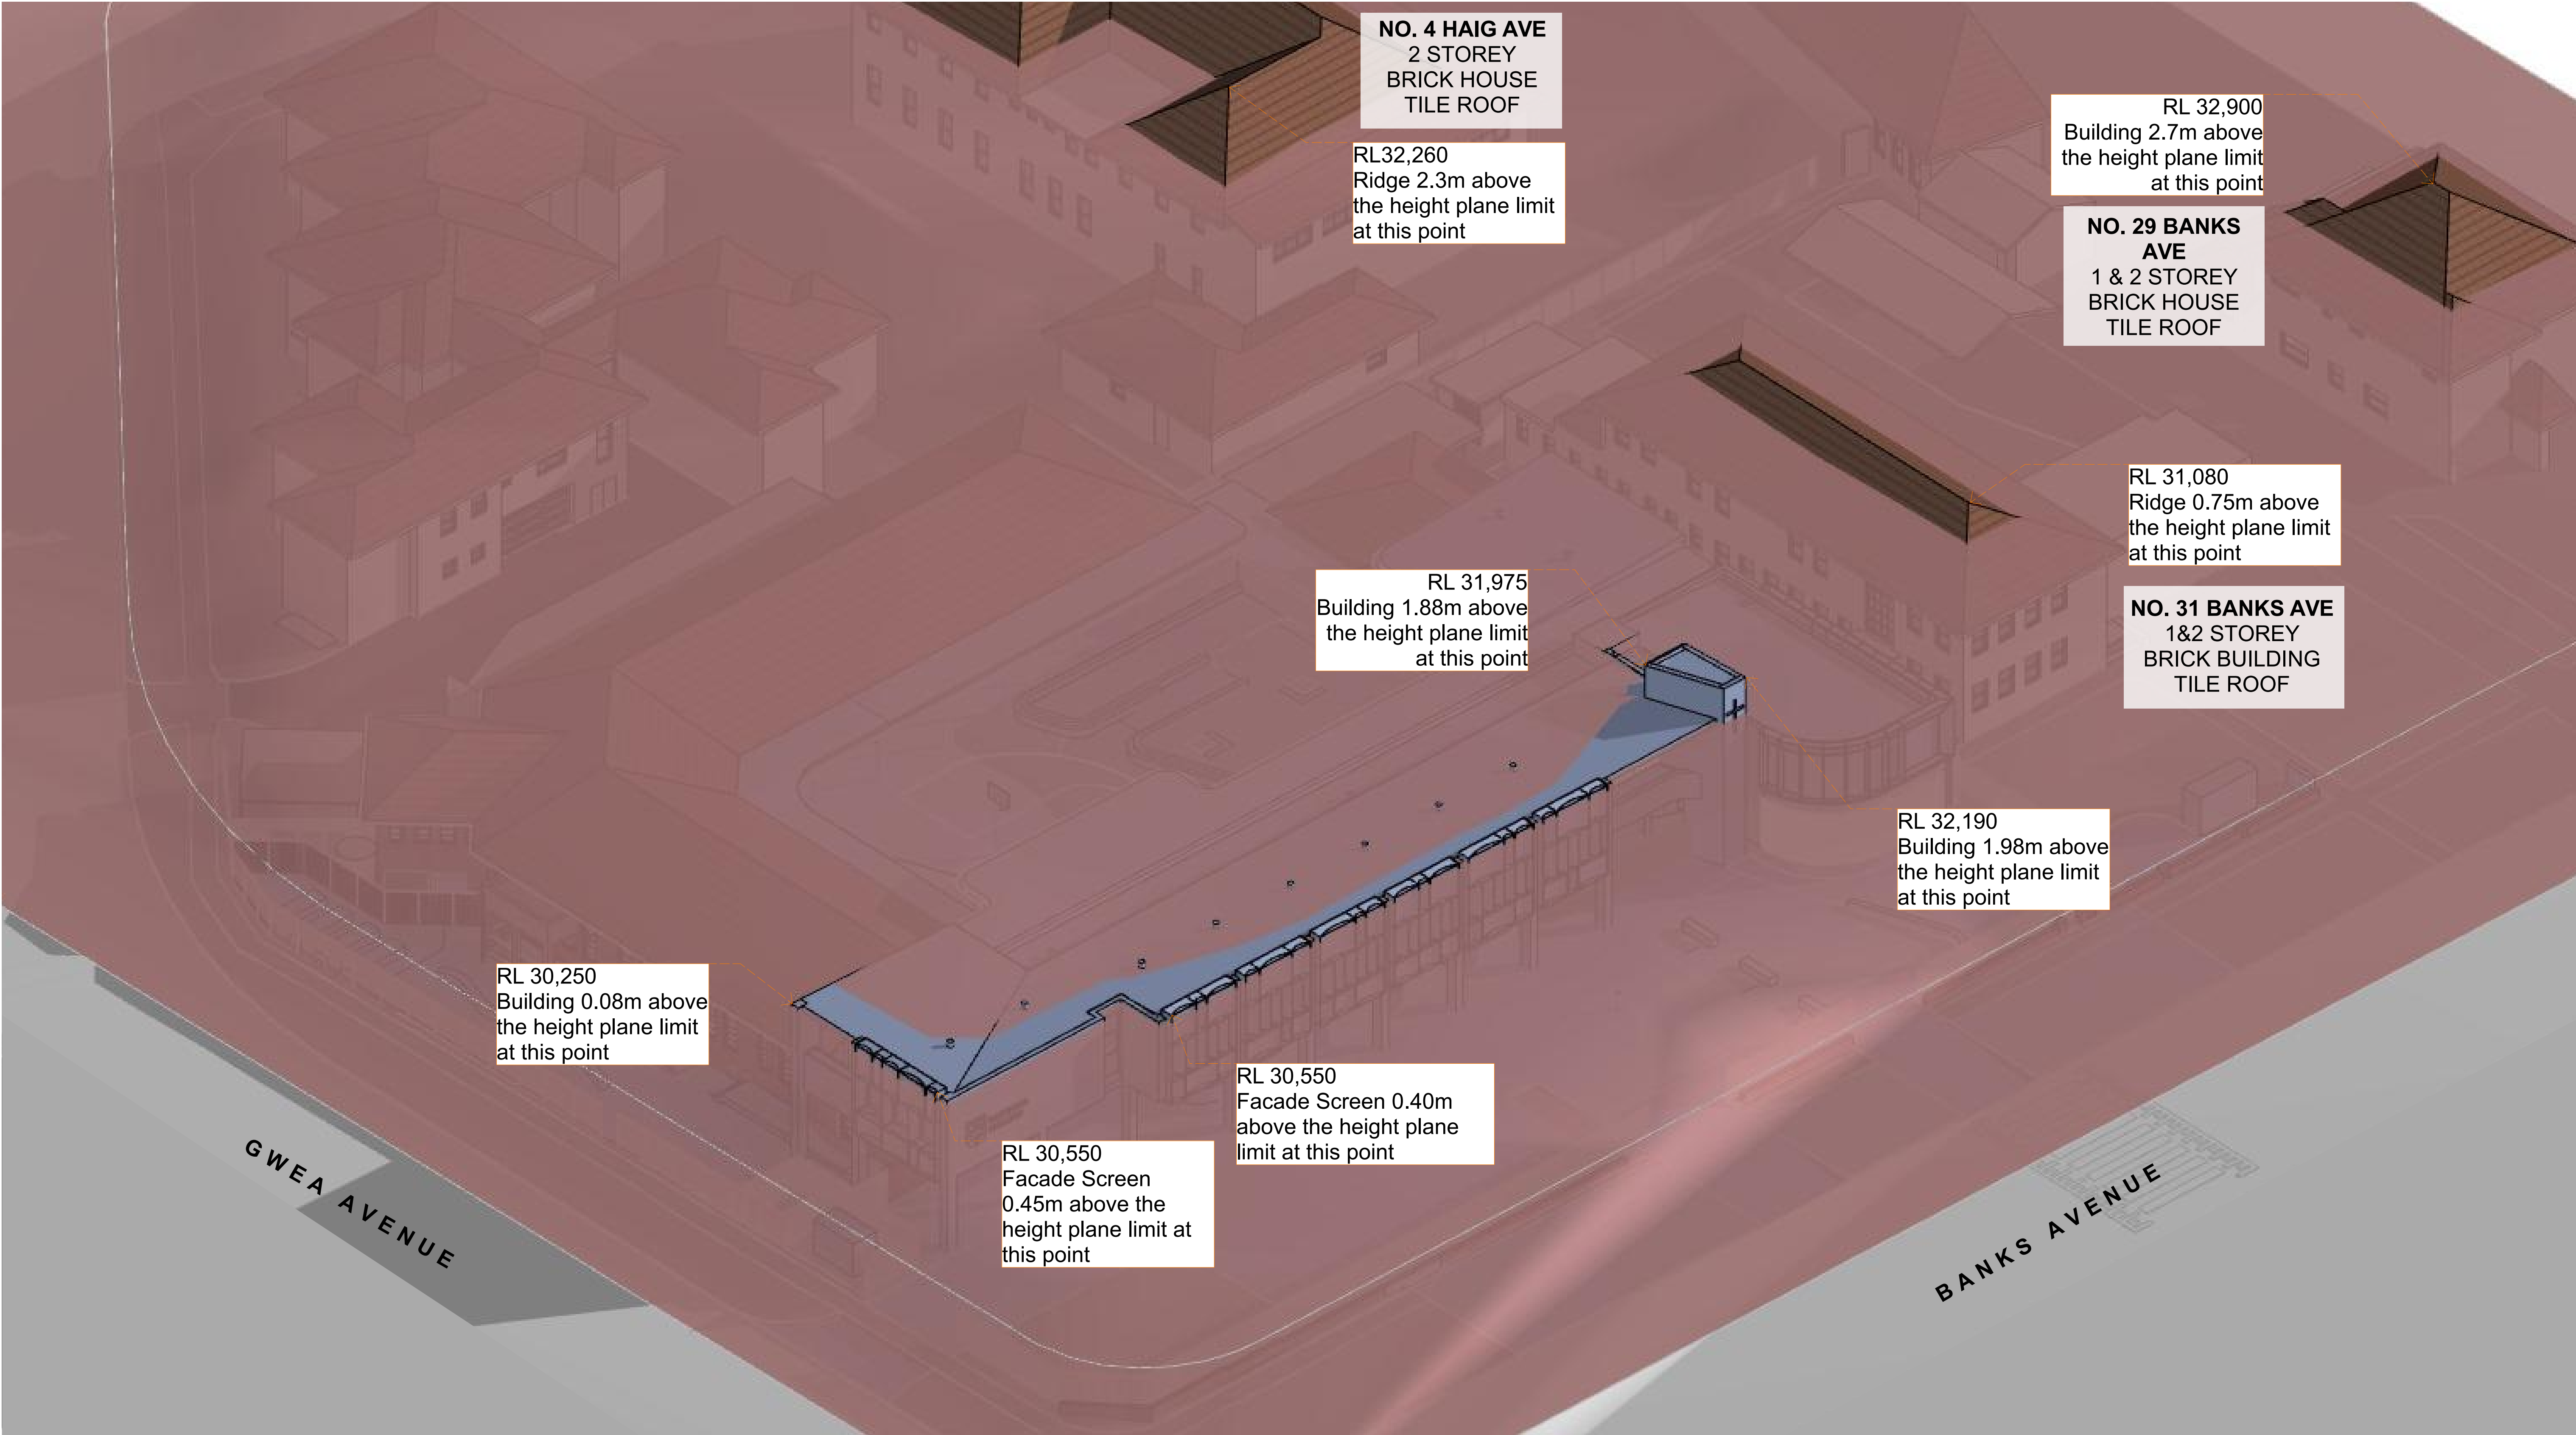 NO. 4 HAIG AVE
2 STOREY
BRICK HOUSE
TILE ROOF
RL32,260
Ridge 2.3m above
the height plane limit
at this point
RL 32,900
Building 2.7m above
the height plane limit
at this point
NO. 29 BANKS
AVE
1 & 2 STOREY
BRICK HOUSE
TILE ROOF
RL 31,080
Ridge 0.75m above
the height plane limit
at this point
NO. 31 BANKS AVE
1&2 STOREY
BRICK BUILDING
TILE ROOF
RL 31,975
Building 1.88m above
the height plane limit
at this point
RL 32,190
Building 1.98m above
the height plane limit
at this point
RL 30,250
Building 0.08m above
the height plane limit
at this point
RL 30,550
Facade Screen 0.40m
above the height plane
limit at this point
RL 30,550
Facade Screen
0.45m above the
height plane limit at
this point
GWEA AVENUE
BANKS AVENUE